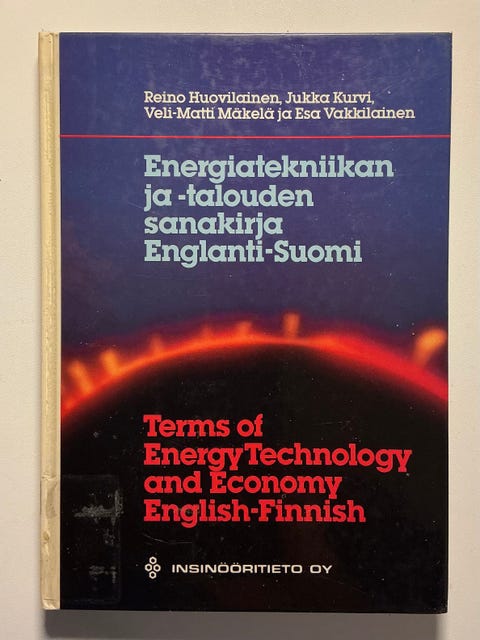 Reino Huovilainen, Jukka Kurvi,
Veli-Matti Mäkelä ja Esa Vakkilainen
Energiatekniikan
ja -talouden
sanakirja
Englanti-Suomi
Terms of
Energy Technology
and Economy
English-Finnish
INSINÖÖRITIETO OY